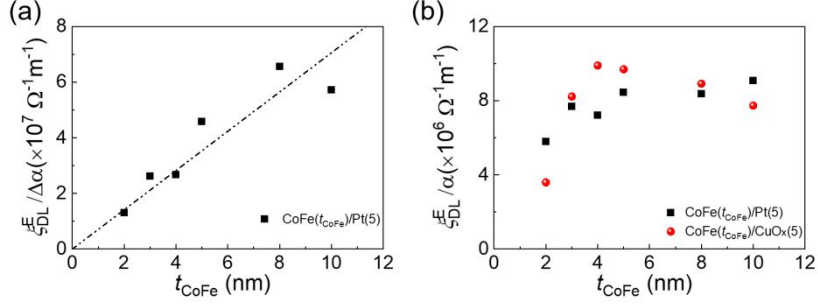 (a)
ξ^E_DL/Δα(×10^7 Ω^-1m^-1)
8
6
4
2
0
0 2 4 6 8 10 12
t_CoFe (nm)
CoFe(t_CoFe)/Pt(5)
(b)
ξ^E_DL/α(×10^6 Ω^-1m^-1)
12
8
4
0
0 2 4 6 8 10 12
t_CoFe (nm)
CoFe(t_CoFe)/Pt(5)
CoFe(t_CoFe)/CuOx(5)